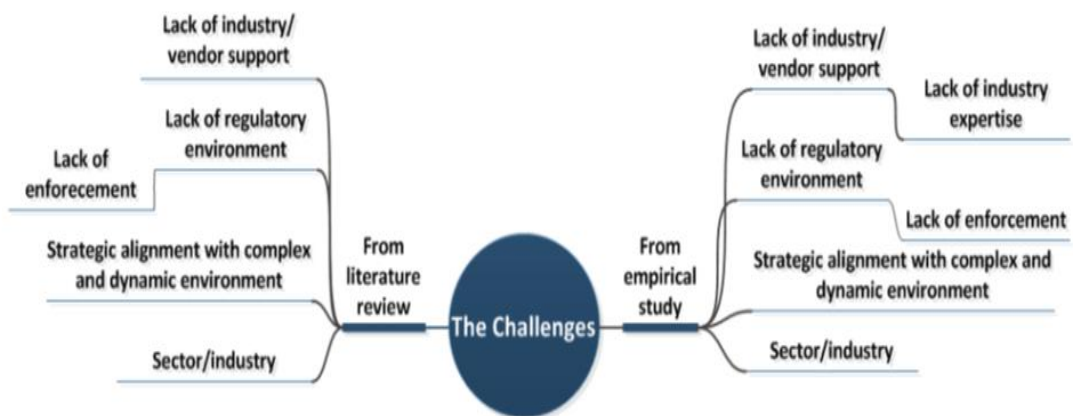 Lack of industry/
vendor support
Lack of regulatory
environment
Lack of
enforecement
Strategic alignment with complex
and dynamic environment
Sector/industry
From
literature
review
The Challenges
From
empirical
study
Lack of industry/
vendor support
Lack of industry
expertise
Lack of regulatory
environment
Lack of enforcement
Strategic alignment with complex and
dynamic environment
Sector/industry